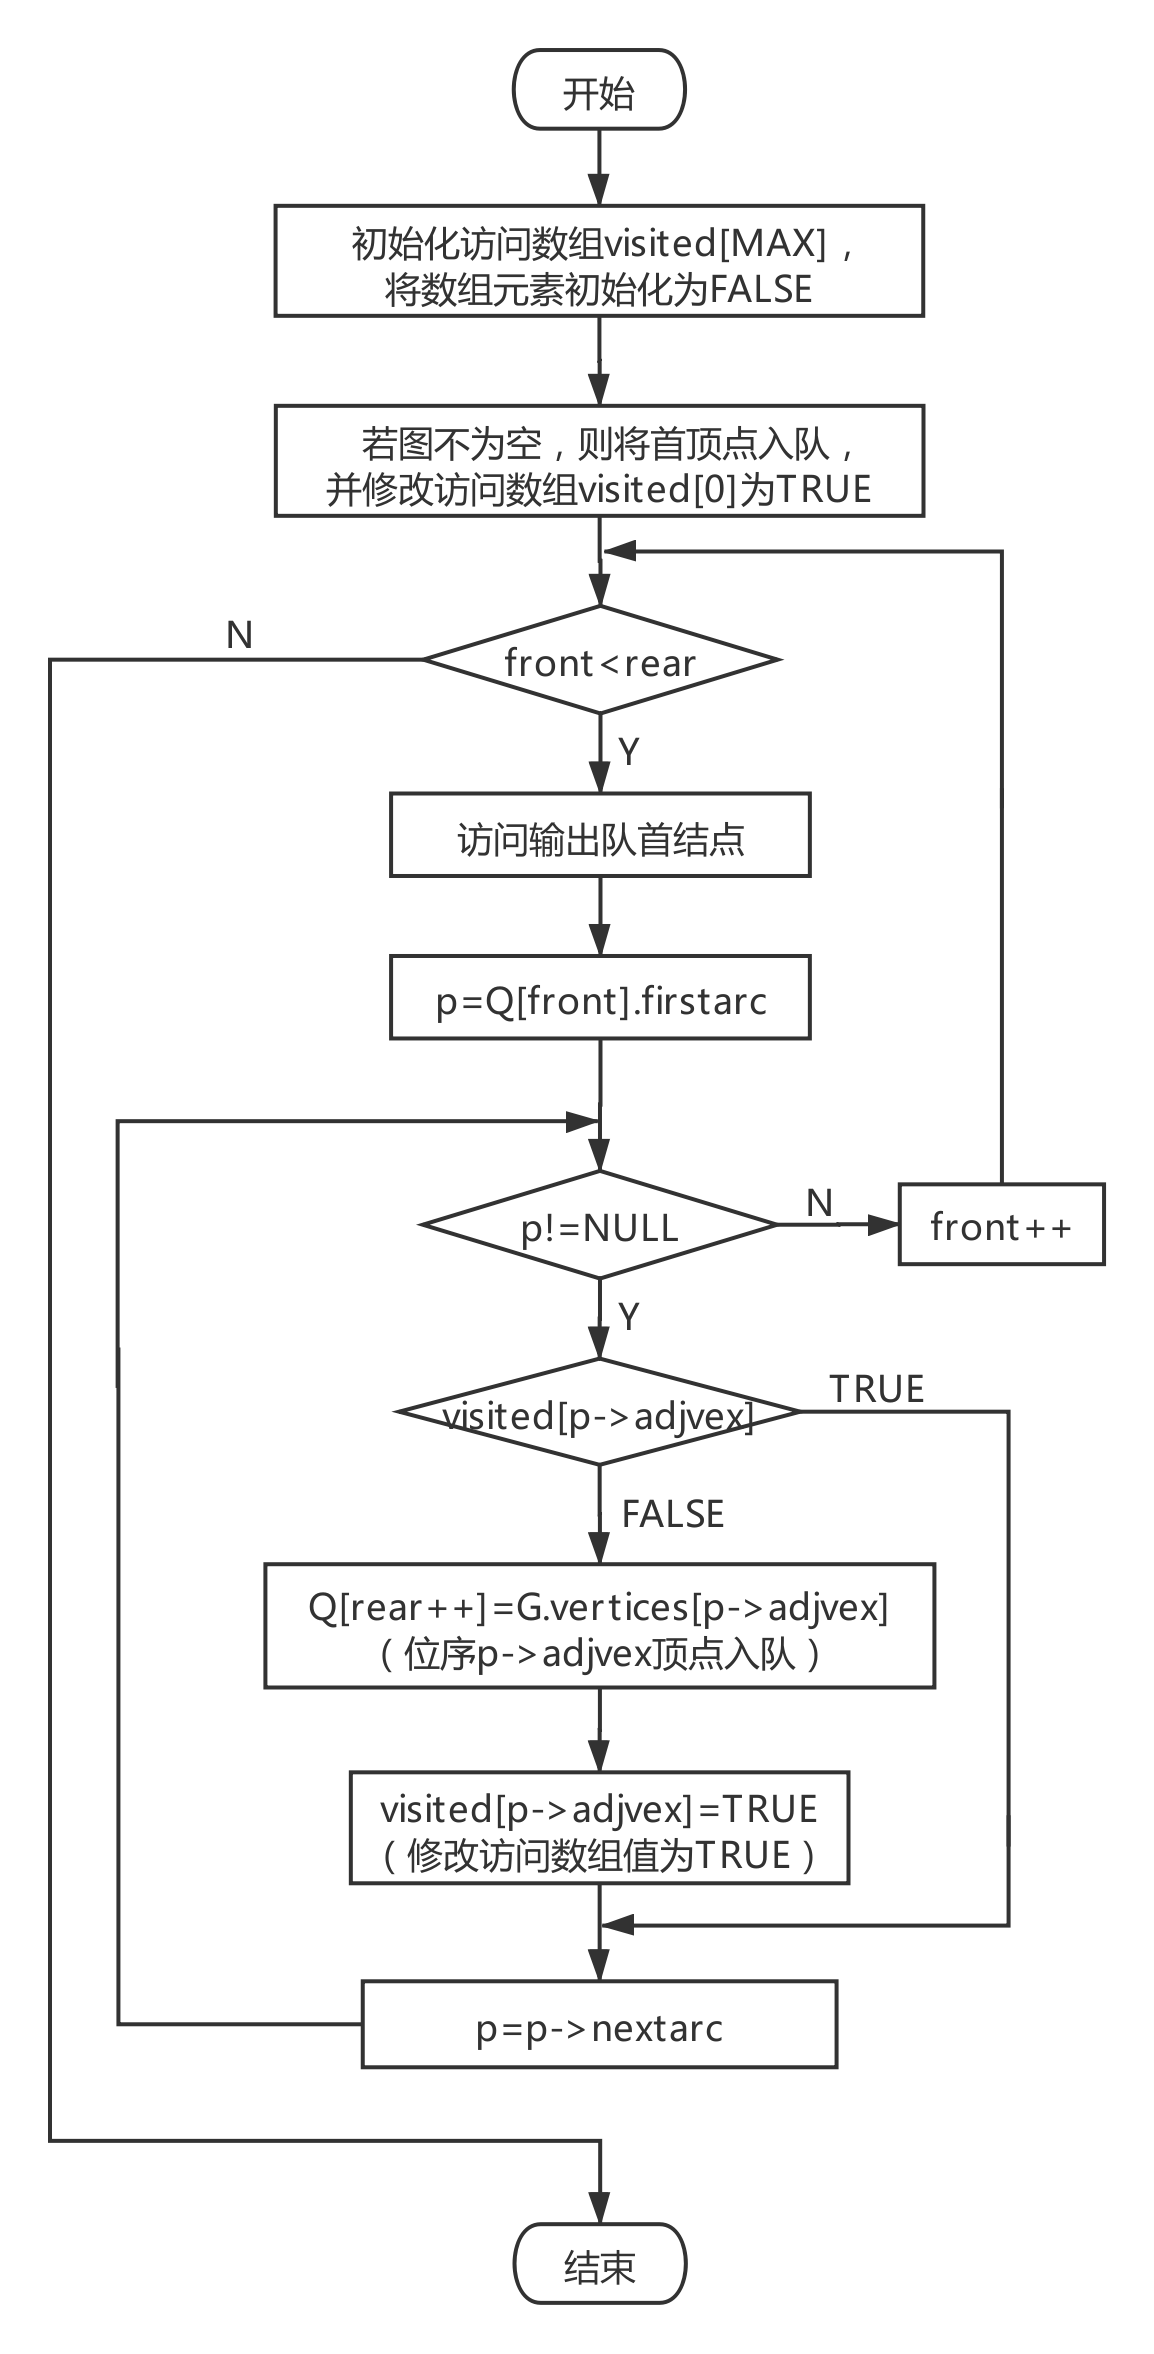 开始
初始化访问数组visited[MAX]，
将数组元素初始化为FALSE
若图不为空，则将首顶点入队，
并修改访问数组visited[0]为TRUE
N
front<rear
Y
访问输出队首结点
p=Q[front].firstarc
p!=NULL
N
front++
Y
visited[p->adjvex]
TRUE
FALSE
Q[rear++]=G.vertices[p->adjvex]
（位序p->adjvex顶点入队）
visited[p->adjvex]=TRUE
（修改访问数组值为TRUE）
p=p->nextarc
结束